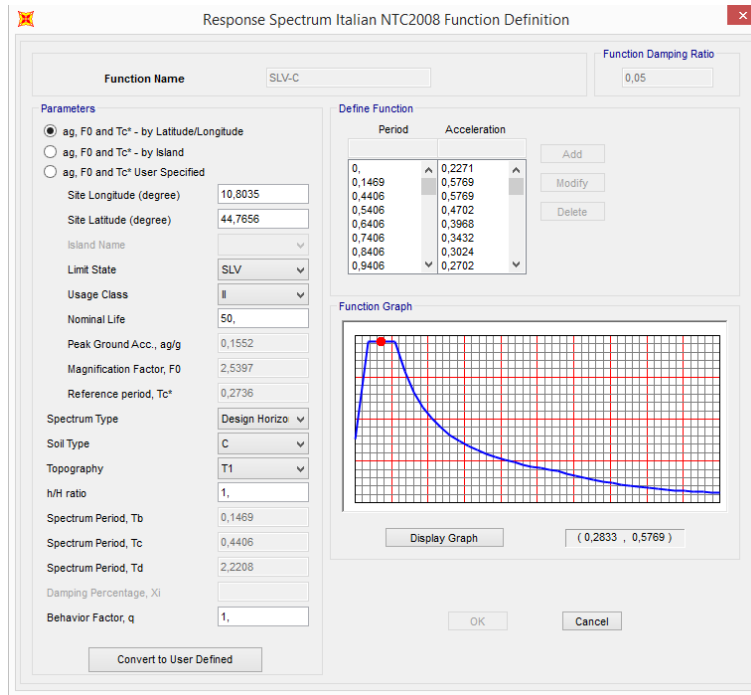 Response Spectrum Italian NTC2008 Function Definition
Function Name
SLV-C
Function Damping Ratio
0,05
Parameters
ag, F0 and Tc* - by Latitude/Longitude
ag, F0 and Tc* - by Island
ag, F0 and Tc* User Specified
Site Longitude (degree) 10,8035
Site Latitude (degree) 44,7656
Island Name
Limit State SLV
Usage Class II
Nominal Life 50,
Peak Ground Acc., ag/g 0,1552
Magnification Factor, F0 2,5397
Reference period, Tc* 0,2736
Spectrum Type Design Horizo
Soil Type C
Topography T1
h/H ratio 1,
Spectrum Period, Tb 0,1469
Spectrum Period, Tc 0,4406
Spectrum Period, Td 2,2208
Damping Percentage, Xi
Behavior Factor, q 1,
Convert to User Defined
Define Function
Period Acceleration
0, 0,2271
0,1469 0,5769
0,4406 0,5769
0,5406 0,4702
0,6406 0,3968
0,7406 0,3432
0,8406 0,3024
0,9406 0,2702
Add
Modify
Delete
Function Graph
Display Graph
( 0,2833 , 0,5769 )
OK
Cancel